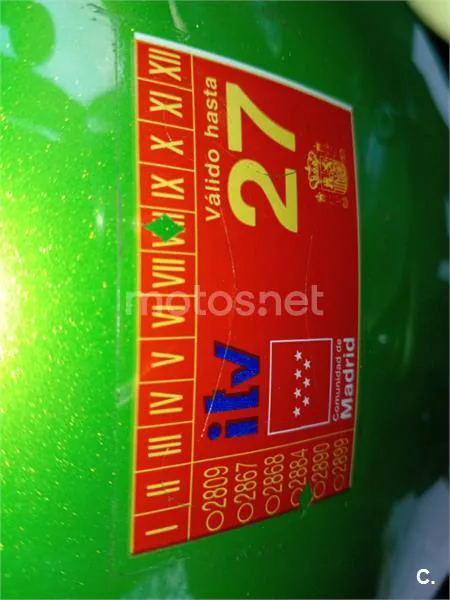 I II III IV V VI VII VIII IX X XI XII
Válido hasta
27
itv
Comunidad de
Madrid
2809
2867
2868
2884
2890
2899
motos.net
C.